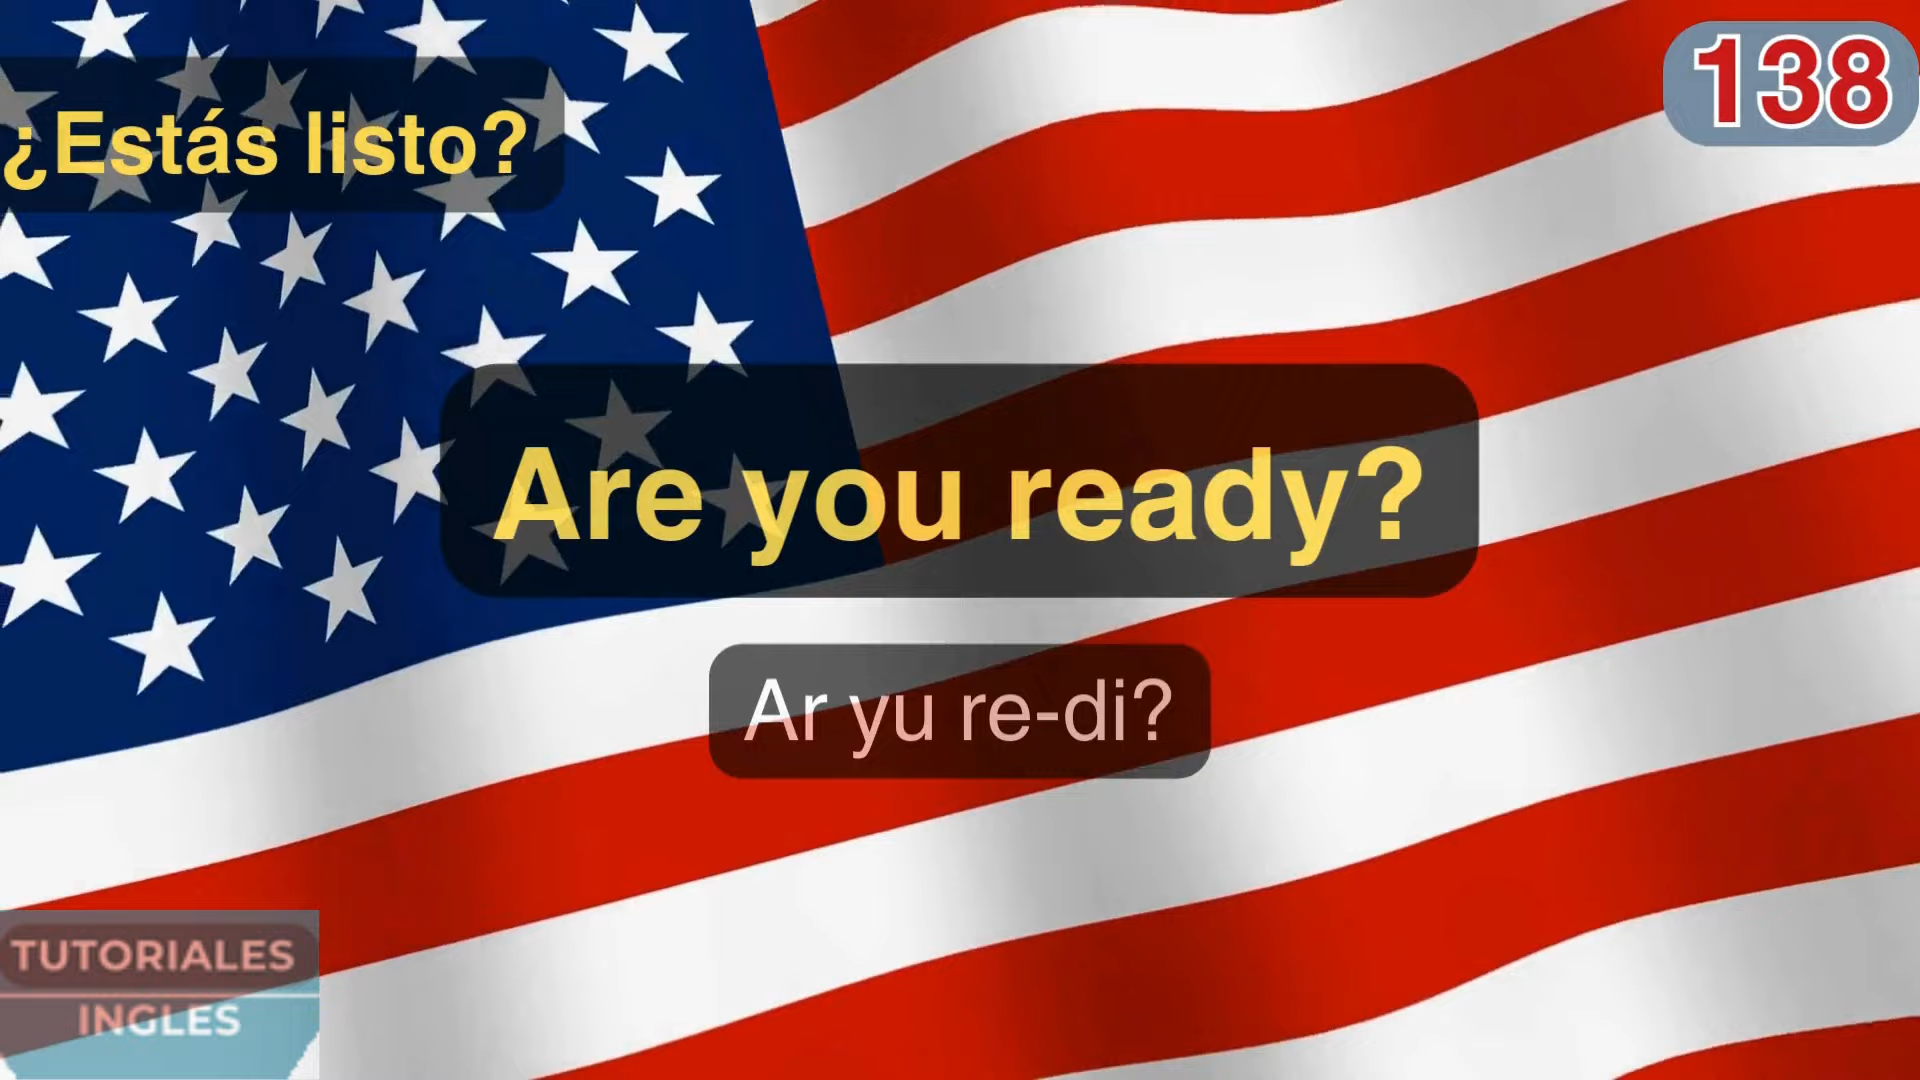 138
¿Estás listo?
Are you ready?
Ar yu re-di?
TUTORIALES
INGLES